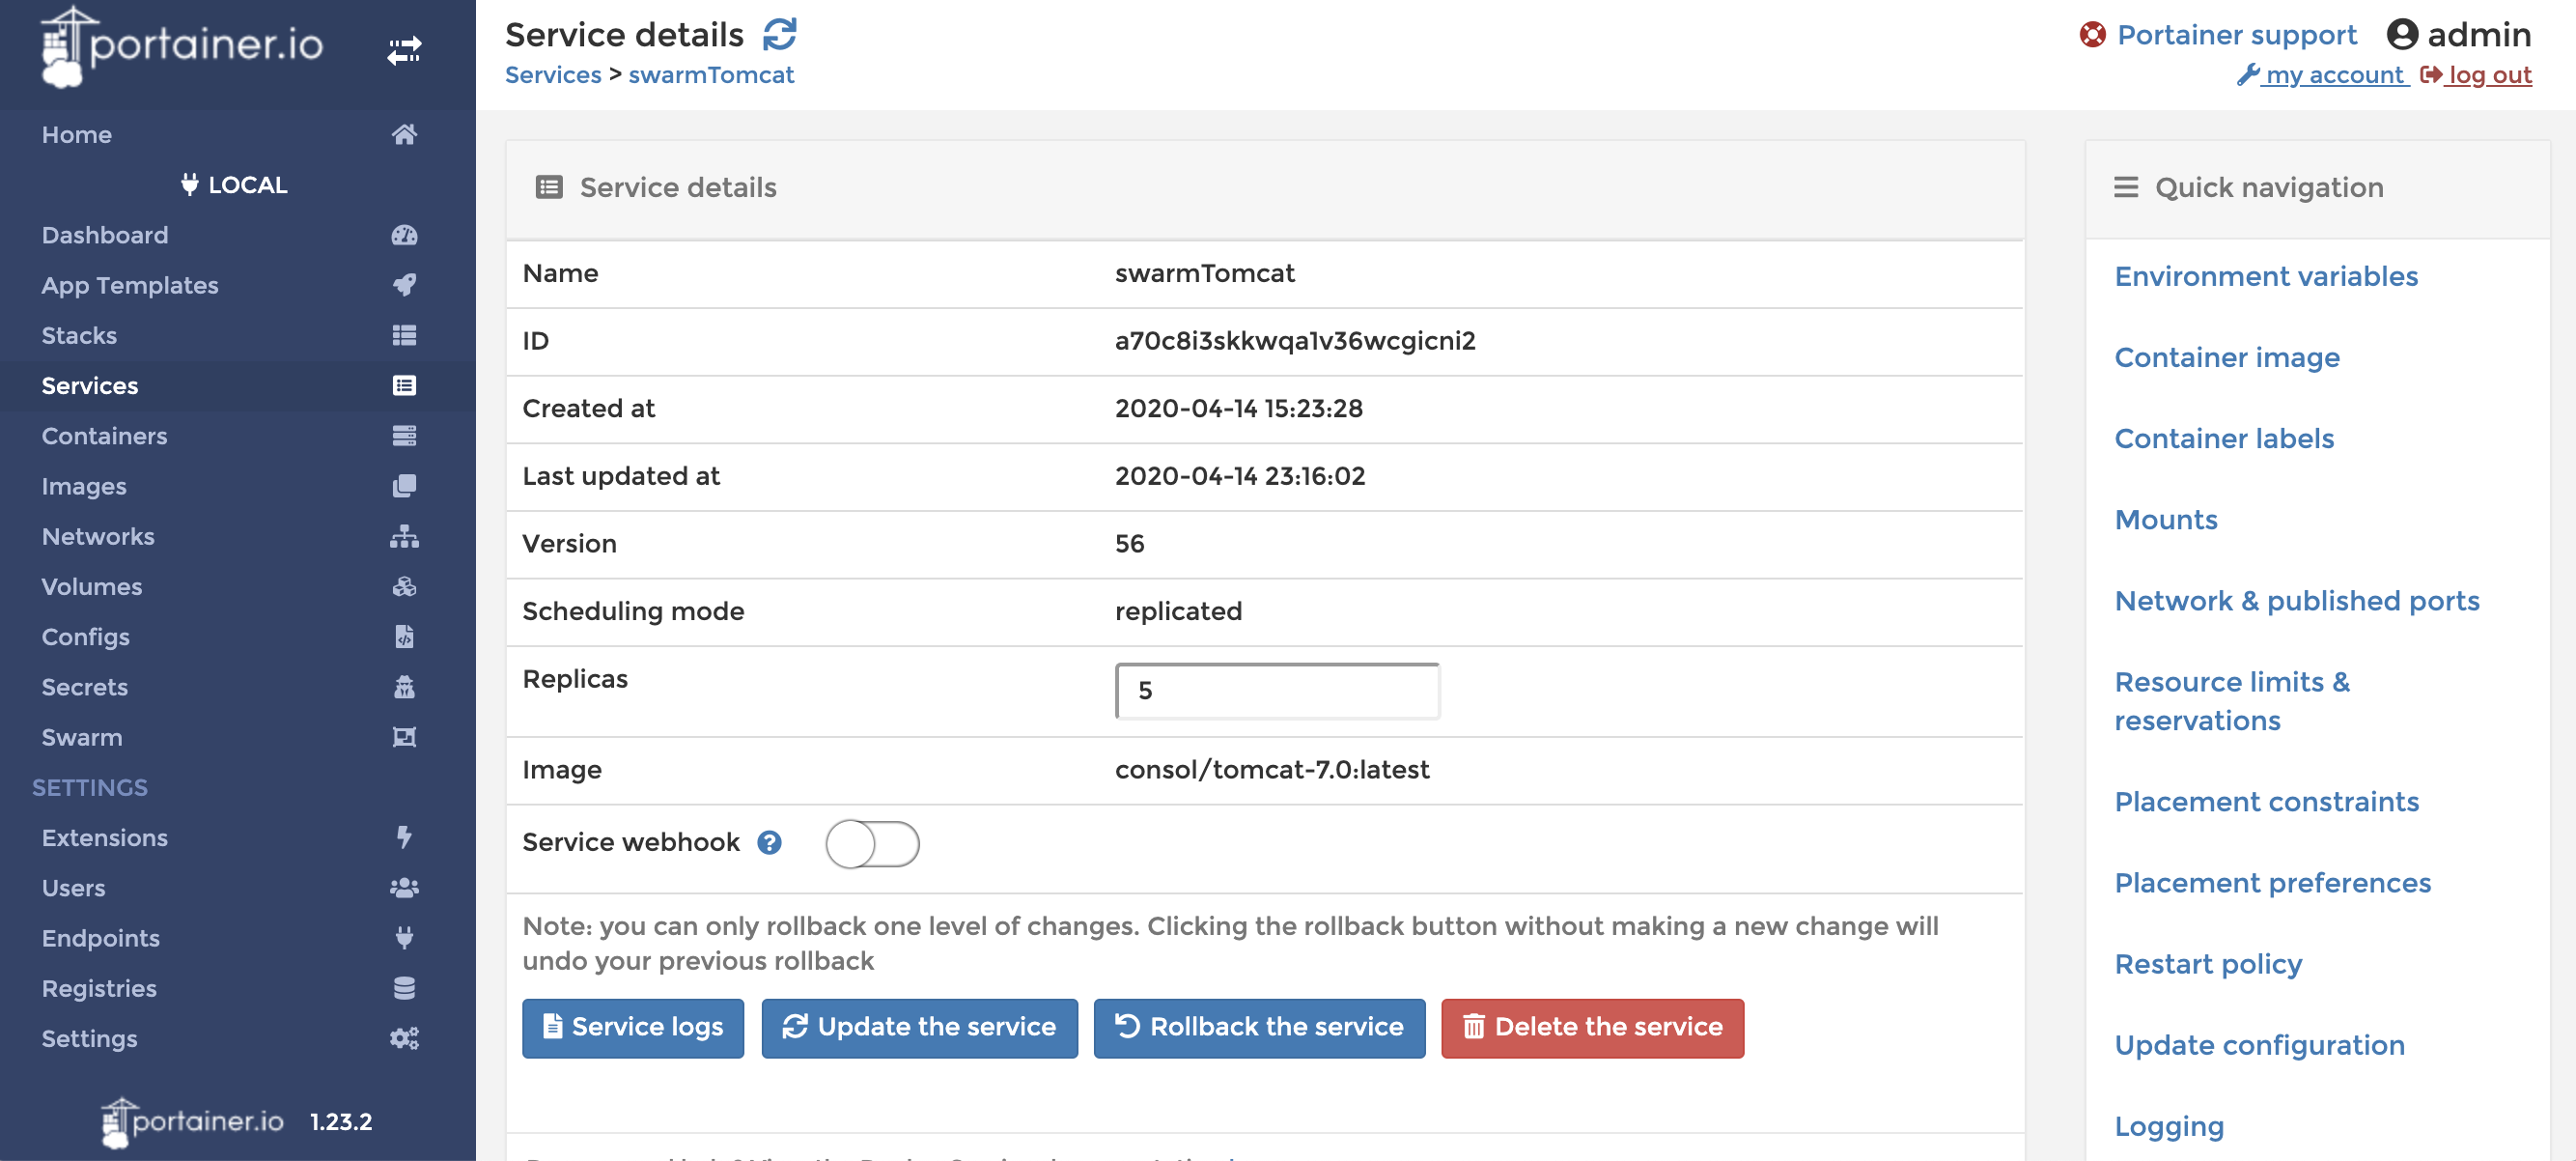 portainer.io
Home
LOCAL
Dashboard
App Templates
Stacks
Services
Containers
Images
Networks
Volumes
Configs
Secrets
Swarm
SETTINGS
Extensions
Users
Endpoints
Registries
Settings
portainer.io 1.23.2
Service details
Services > swarmTomcat
Portainer support admin
my account log out
Service details
Name swarmTomcat
ID a70c8i3skkwqa1v36wcgicni2
Created at 2020-04-14 15:23:28
Last updated at 2020-04-14 23:16:02
Version 56
Scheduling mode replicated
Replicas 5
Image consol/tomcat-7.0:latest
Service webhook ?
Note: you can only rollback one level of changes. Clicking the rollback button without making a new change will
undo your previous rollback
Service logs Update the service Rollback the service Delete the service
Quick navigation
Environment variables
Container image
Container labels
Mounts
Network & published ports
Resource limits &
reservations
Placement constraints
Placement preferences
Restart policy
Update configuration
Logging